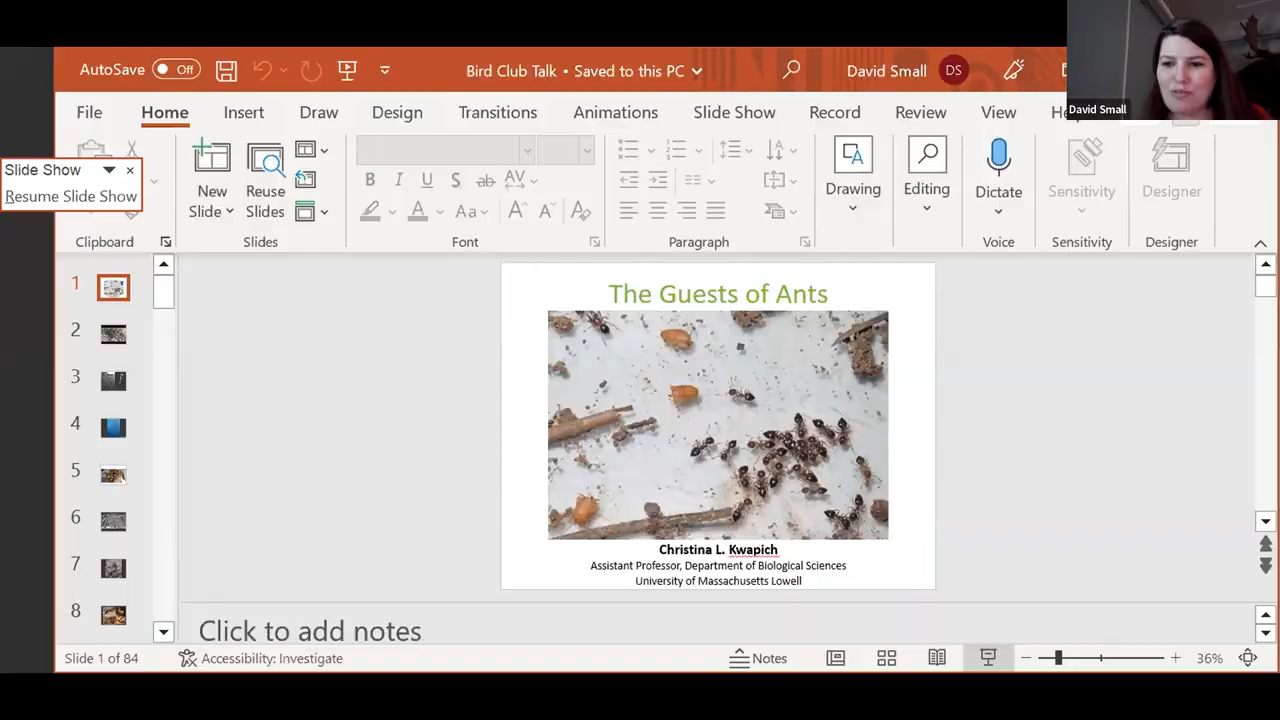 AutoSave Off
Bird Club Talk • Saved to this PC
David Small DS
David Small
File Home Insert Draw Design Transitions Animations Slide Show Record Review View
Slide Show
Resume Slide Show
New Slide
Reuse Slides
B I U S ab AV
A Aa A A A
Drawing
Editing
Dictate
Sensitivity
Designer
Clipboard Slides Font Paragraph Voice Sensitivity Designer
1
2
3
4
5
6
7
8
The Guests of Ants
Christina L. Kwapich
Assistant Professor, Department of Biological Sciences
University of Massachusetts Lowell
Click to add notes
Slide 1 of 84 Accessibility: Investigate Notes 36%